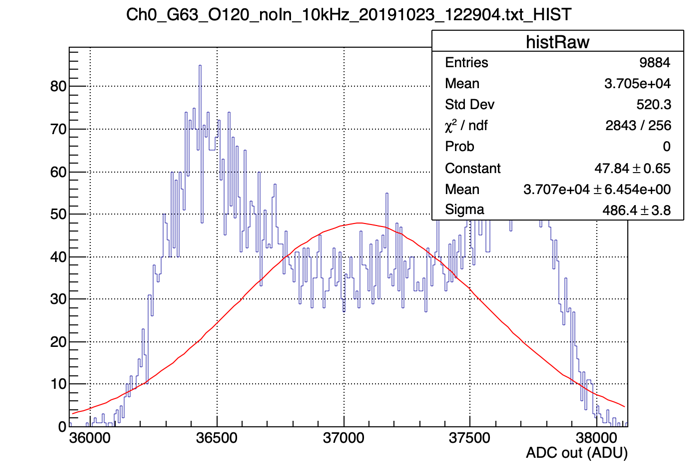 Ch0_G63_O120_noIn_10kHz_20191023_122904.txt_HIST
histRaw
Entries 9884
Mean 3.705e+04
Std Dev 520.3
χ² / ndf 2843 / 256
Prob 0
Constant 47.84 ± 0.65
Mean 3.707e+04 ± 6.454e+00
Sigma 486.4 ± 3.8
80
70
60
50
40
30
20
10
0
36000 36500 37000 37500 38000
ADC out (ADU)